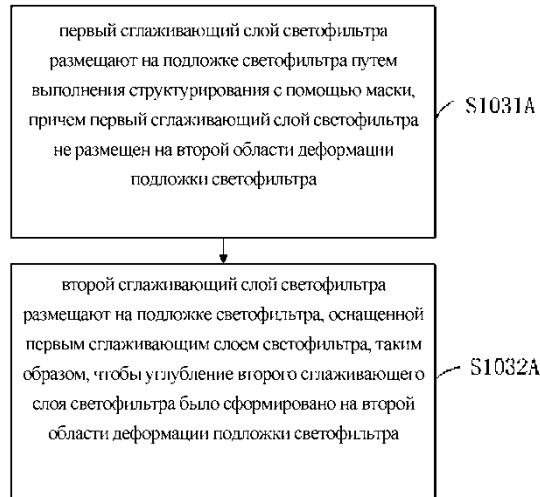 первый сглаживающий слой светофильтра
размещают на подложке светофильтра путем
выполнения структурирования с помощью маски,
причем первый сглаживающий слой светофильтра
не размещен на второй области деформации
подложки светофильтра
S1031A
второй сглаживающий слой светофильтра
размещают на подложке светофильтра, оснащенной
первым сглаживающим слоем светофильтра, таким
образом, чтобы углубление второго сглаживающего
слоя светофильтра было сформировано на второй
области деформации подложки светофильтра
S1032A